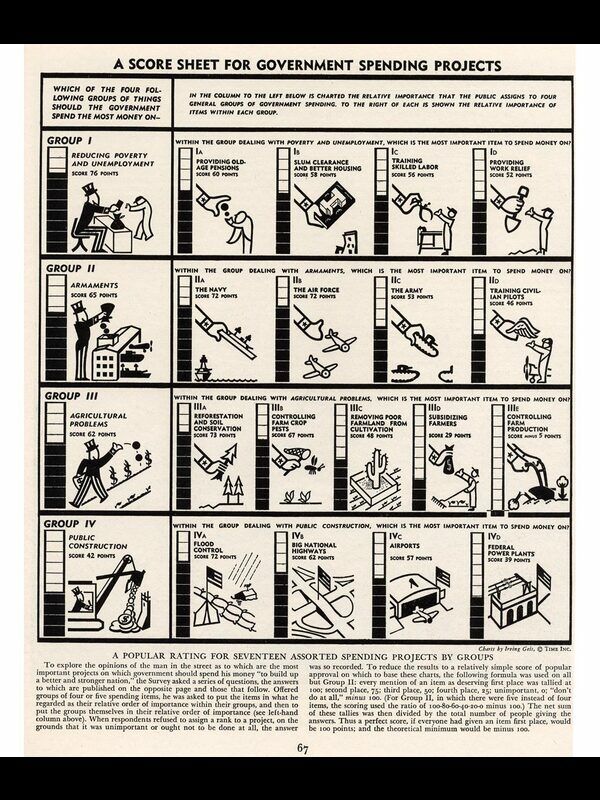 A SCORE SHEET FOR GOVERNMENT SPENDING PROJECTS
WHICH OF THE FOUR FOL-
LOWING GROUPS OF THINGS
SHOULD THE GOVERNMENT
SPEND THE MOST MONEY ON—
IN THE COLUMN TO THE LEFT BELOW IS CHARTED THE RELATIVE IMPORTANCE THAT THE PUBLIC ASSIGNS TO FOUR
GENERAL GROUPS OF GOVERNMENT SPENDING. TO THE RIGHT OF EACH IS SHOWN THE RELATIVE IMPORTANCE OF
ITEMS WITHIN EACH GROUP.
GROUP I
REDUCING POVERTY
AND UNEMPLOYMENT
SCORE 76 POINTS
WITHIN THE GROUP DEALING WITH POVERTY AND UNEMPLOYMENT, WHICH IS THE MOST IMPORTANT ITEM TO SPEND MONEY ON?
IA
PROVIDING OLD-
AGE PENSIONS
SCORE 60 POINTS
IB
SLUM CLEARANCE
AND BETTER HOUSING
SCORE 58 POINTS
IC
TRAINING
SKILLED LABOR
SCORE 56 POINTS
ID
PROVIDING
WORK RELIEF
SCORE 52 POINTS
GROUP II
ARMAMENTS
SCORE 65 POINTS
WITHIN THE GROUP DEALING WITH ARMAMENTS, WHICH IS THE MOST IMPORTANT ITEM TO SPEND MONEY ON?
IIA
THE NAVY
SCORE 72 POINTS
IIB
THE AIR FORCE
SCORE 72 POINTS
IIC
THE ARMY
SCORE 53 POINTS
IID
TRAINING CIVIL-
IAN PILOTS
SCORE 46 POINTS
GROUP III
AGRICULTURAL
PROBLEMS
SCORE 62 POINTS
WITHIN THE GROUP DEALING WITH AGRICULTURAL PROBLEMS, WHICH IS THE MOST IMPORTANT ITEM TO SPEND MONEY ON?
IIIA
REFORESTATION
AND SOIL
CONSERVATION
SCORE 73 POINTS
IIIB
CONTROLLING
FARM CROP
PESTS
SCORE 67 POINTS
IIIC
REMOVING POOR
FARMLAND FROM
CULTIVATION
SCORE 48 POINTS
IIID
SUBSIDIZING
FARMERS
SCORE 29 POINTS
IIIE
CONTROLLING
FARM
PRODUCTION
SCORE MINUS 5 POINTS
GROUP IV
PUBLIC
CONSTRUCTION
SCORE 42 POINTS
WITHIN THE GROUP DEALING WITH PUBLIC CONSTRUCTION, WHICH IS THE MOST IMPORTANT ITEM TO SPEND MONEY ON?
IVA
FLOOD
CONTROL
SCORE 72 POINTS
IVB
BIG NATIONAL
HIGHWAYS
SCORE 62 POINTS
IVC
AIRPORTS
SCORE 57 POINTS
IVD
FEDERAL
POWER PLANTS
SCORE 39 POINTS
Charts by Irving Geis, © TIME INC.
A POPULAR RATING FOR SEVENTEEN ASSORTED SPENDING PROJECTS BY GROUPS
To explore the opinions of the man in the street as to which are the most
important projects on which government should spend his money "to build up
a better and stronger nation," the Survey asked a series of questions, the answers
to which are published on the opposite page and those that follow. Offered
groups of four or five spending items, he was asked to put the items in what he
regarded as their relative order of importance within their groups, and then to
put the groups themselves in their relative order of importance (see left-hand
column above). When respondents refused to assign a rank to a project, on the
grounds that it was unimportant or ought not to be done at all, the answer
was so recorded. To reduce the results to a relatively simple score of popular
approval on which to base these charts, the following formula was used on all
but Group II: every mention of an item as deserving first place was tallied at
100; second place, 75; third place, 50; fourth place, 25; unimportant, 0; "don't
do at all," minus 100. (For Group II, in which there were five instead of four
items, the scoring used the ratio of 100-80-60-40-20-0 minus 100.) The net sum
of these tallies was then divided by the total number of people giving the
answers. Thus a perfect score, if everyone had given an item first place, would
be 100 points; and the theoretical minimum would be minus 100.
67